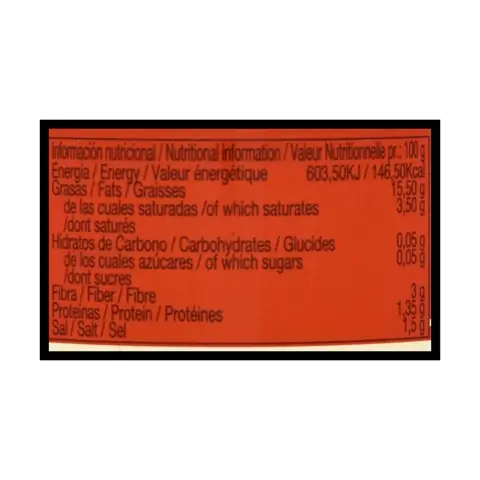 Información nutricional / Nutritional Information / Valeur Nutritionnelle pr.: 100 g
Energia / Energy / Valeur énergétique 603,50KJ / 146,50Kcal
Grasas / Fats / Graisses 15,50 g
de las cuales saturadas /of which saturates 3,50 g
/dont saturés
Hidratos de Carbono / Carbohydrates / Glucides 0,05 g
de los cuales azúcares / of which sugars 0,05 g
/dont sucres
Fibra / Fiber / Fibre 3 g
Proteinas / Protein / Protéines 1,35 g
Sal / Salt / Sel 1,5 g